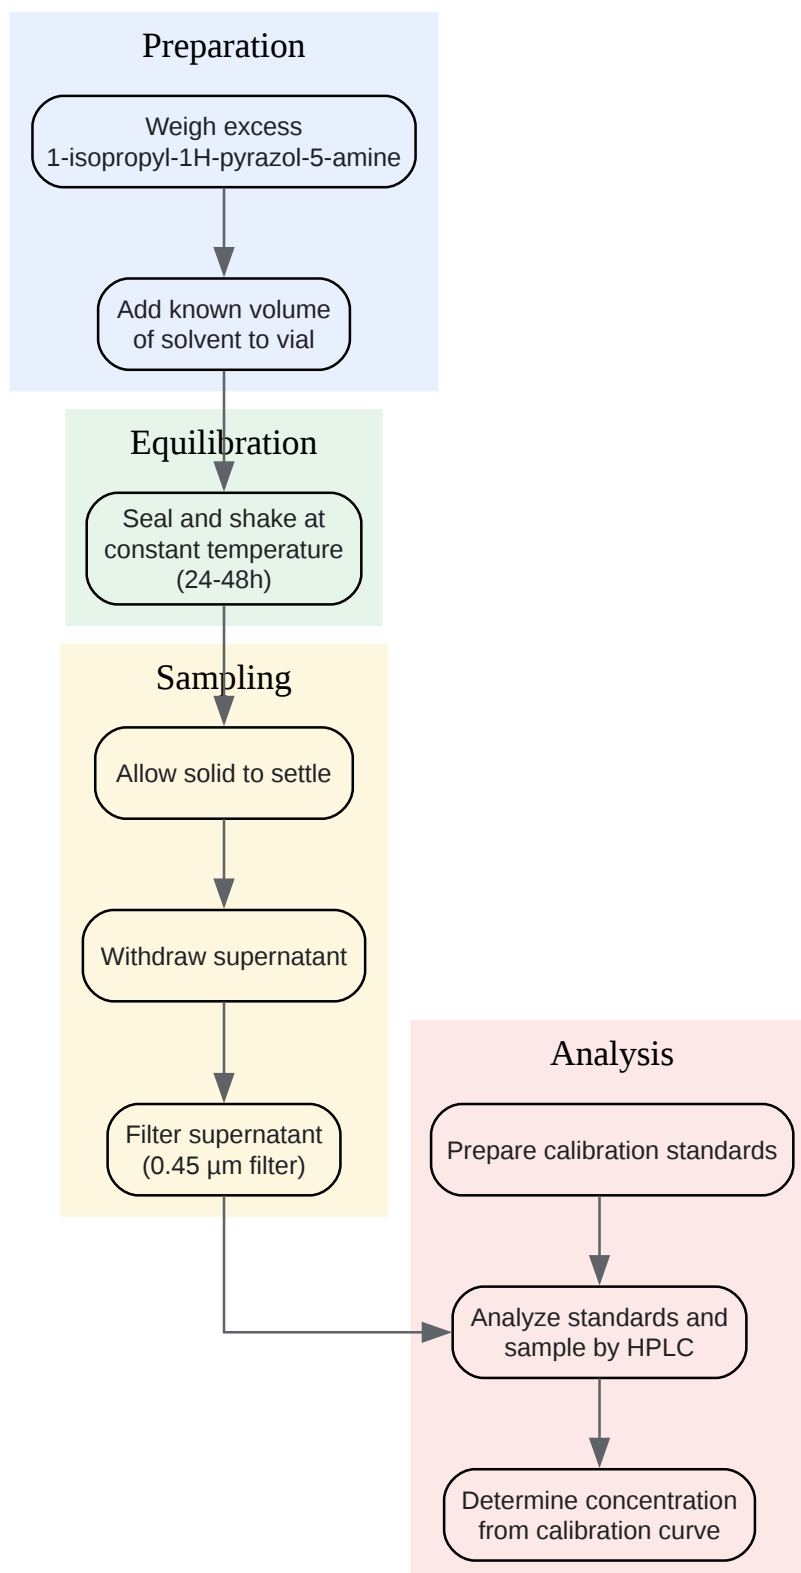 Preparation
Weigh excess
1-isopropyl-1H-pyrazol-5-amine
Add known volume
of solvent to vial
Equilibration
Seal and shake at
constant temperature
(24-48h)
Sampling
Allow solid to settle
Withdraw supernatant
Filter supernatant
(0.45 µm filter)
Analysis
Prepare calibration standards
Analyze standards and
sample by HPLC
Determine concentration
from calibration curve